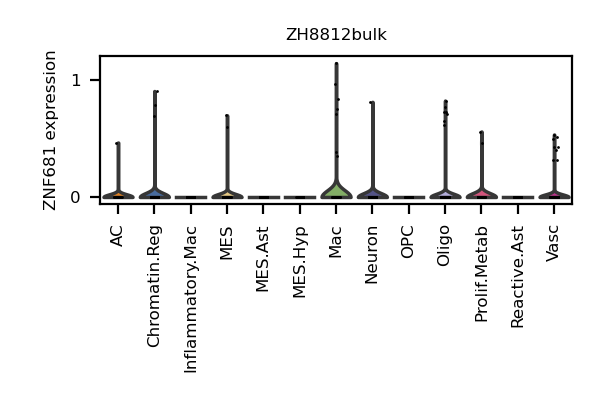 ZH8812bulk
ZNF681 expression
1
0
AC
Chromatin.Reg
Inflammatory.Mac
MES
MES.Ast
MES.Hyp
Mac
Neuron
OPC
Oligo
Prolif.Metab
Reactive.Ast
Vasc